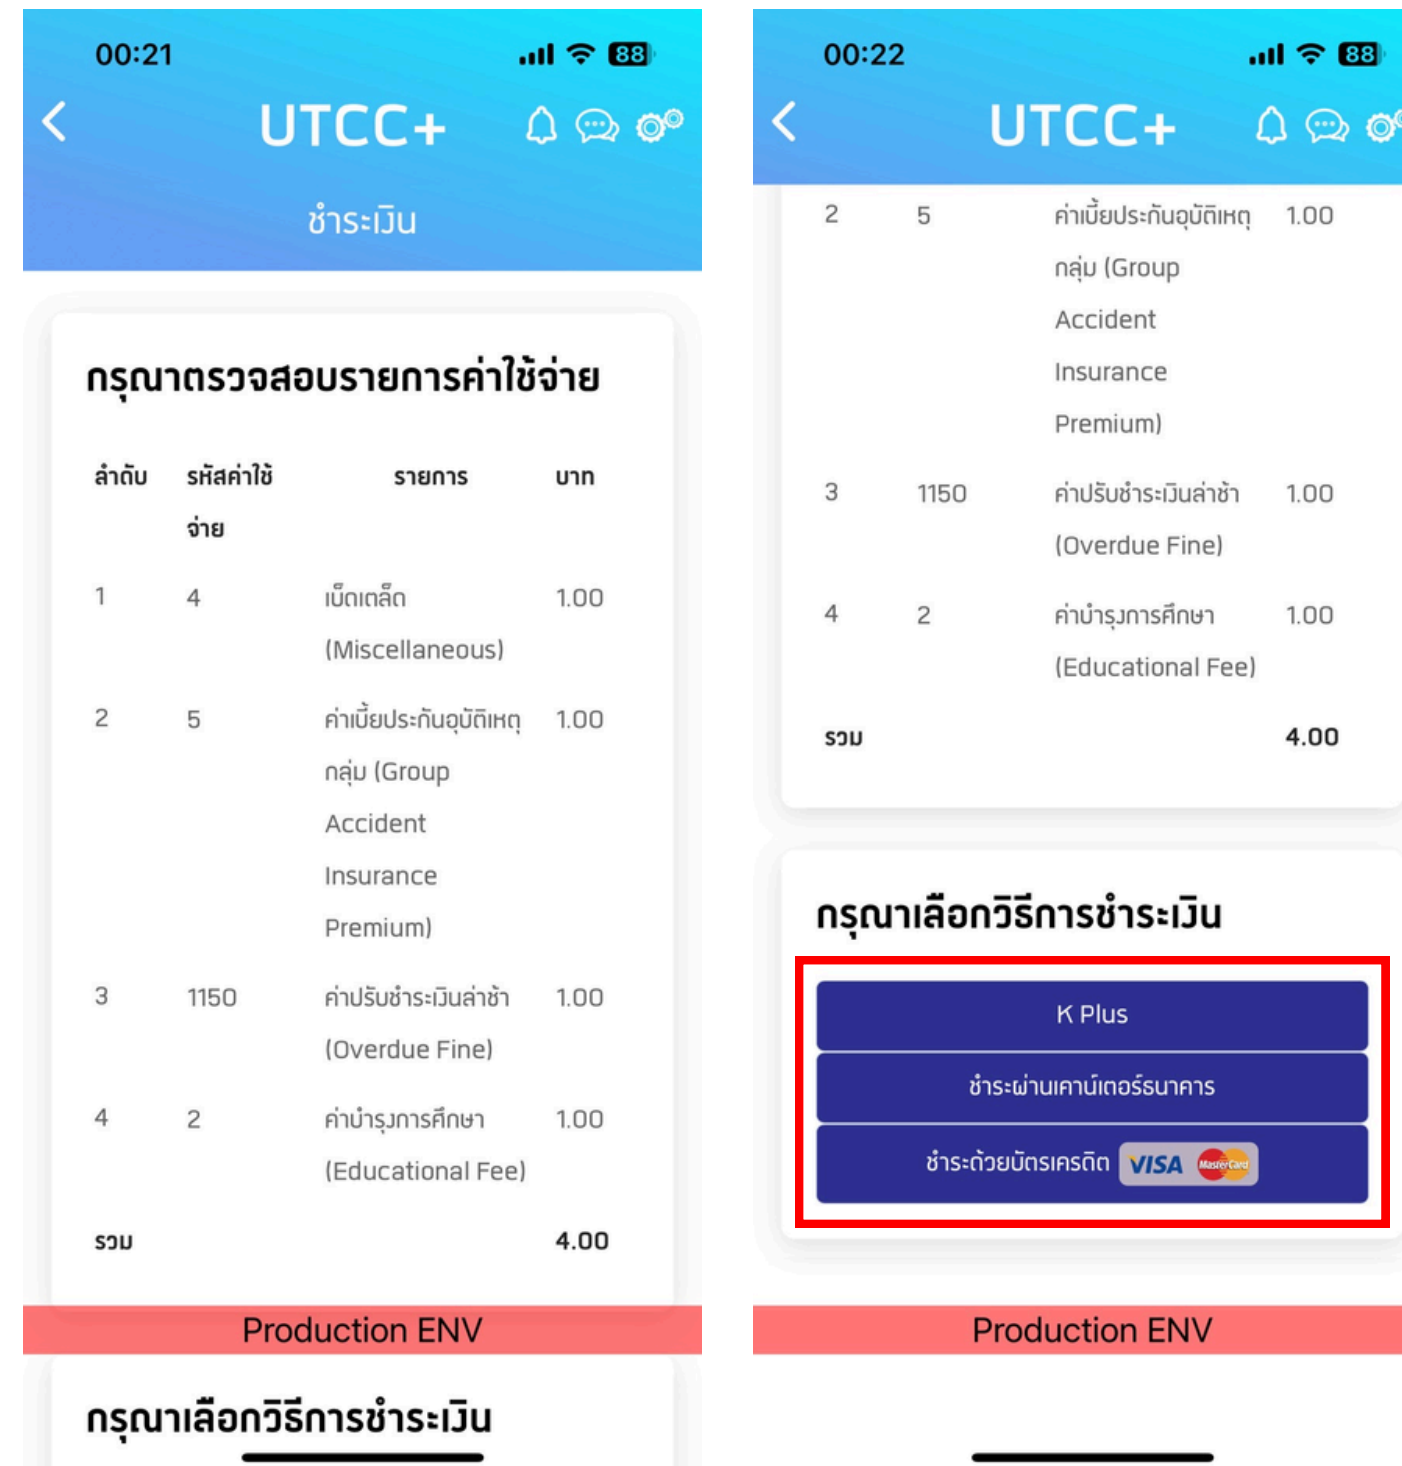 00:21
88
UTCC+
ชำระเงิน
กรุณาตรวจสอบรายการค่าใช้จ่าย
ลำดับ รหัสค่าใช้ รายการ บาท
จ่าย
1 4 เบ็ดเตล็ด 1.00
(Miscellaneous)
2 5 ค่าเบี้ยประกันอุบัติเหตุ 1.00
กลุ่ม (Group
Accident
Insurance
Premium)
3 1150 ค่าปรับชำระเงินล่าช้า 1.00
(Overdue Fine)
4 2 ค่าบำรุงการศึกษา 1.00
(Educational Fee)
รวม 4.00
Production ENV
กรุณาเลือกวิธีการชำระเงิน
00:22
88
UTCC+
2 5 ค่าเบี้ยประกันอุบัติเหตุ 1.00
กลุ่ม (Group
Accident
Insurance
Premium)
3 1150 ค่าปรับชำระเงินล่าช้า 1.00
(Overdue Fine)
4 2 ค่าบำรุงการศึกษา 1.00
(Educational Fee)
รวม 4.00
กรุณาเลือกวิธีการชำระเงิน
K Plus
ชำระผ่านเคาน์เตอร์ธนาคาร
ชำระด้วยบัตรเครดิต VISA MasterCard
Production ENV